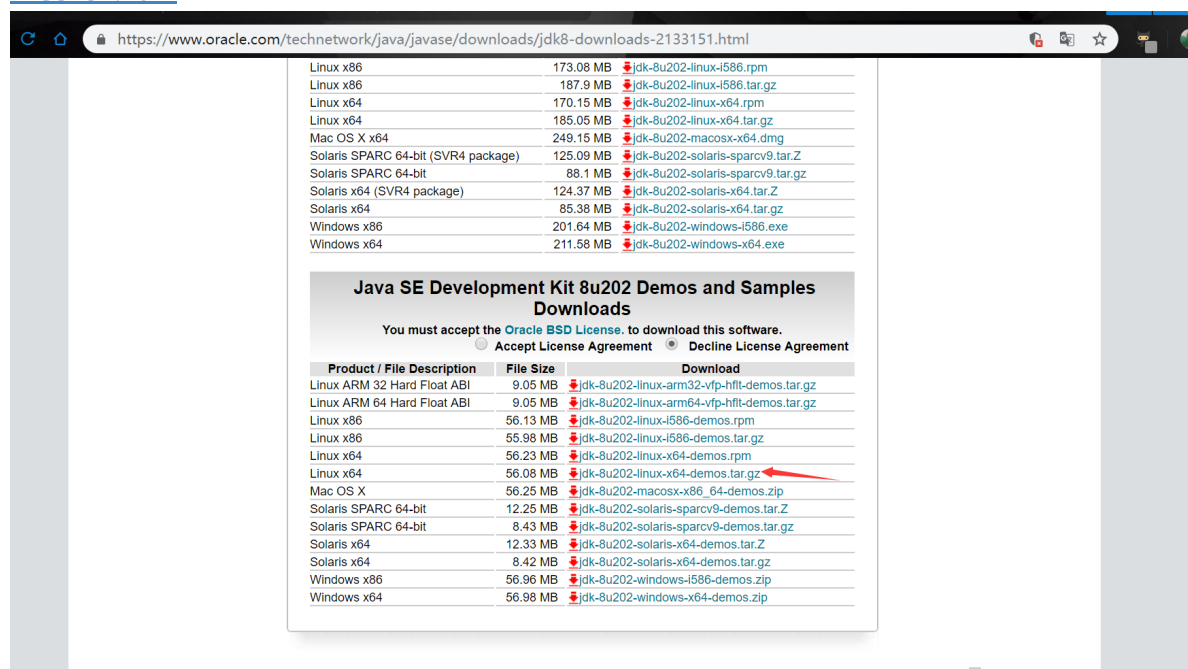 https://www.oracle.com/technetwork/java/javase/downloads/jdk8-downloads-2133151.html
Linux x86 173.08 MB jdk-8u202-linux-i586.rpm
Linux x86 187.9 MB jdk-8u202-linux-i586.tar.gz
Linux x64 170.15 MB jdk-8u202-linux-x64.rpm
Linux x64 185.05 MB jdk-8u202-linux-x64.tar.gz
Mac OS X x64 249.15 MB jdk-8u202-macosx-x64.dmg
Solaris SPARC 64-bit (SVR4 package) 125.09 MB jdk-8u202-solaris-sparcv9.tar.Z
Solaris SPARC 64-bit 88.1 MB jdk-8u202-solaris-sparcv9.tar.gz
Solaris x64 (SVR4 package) 124.37 MB jdk-8u202-solaris-x64.tar.Z
Solaris x64 85.38 MB jdk-8u202-solaris-x64.tar.gz
Windows x86 201.64 MB jdk-8u202-windows-i586.exe
Windows x64 211.58 MB jdk-8u202-windows-x64.exe
Java SE Development Kit 8u202 Demos and Samples
Downloads
You must accept the Oracle BSD License. to download this software.
Accept License Agreement Decline License Agreement
Product / File Description File Size Download
Linux ARM 32 Hard Float ABI 9.05 MB jdk-8u202-linux-arm32-vfp-hflt-demos.tar.gz
Linux ARM 64 Hard Float ABI 9.05 MB jdk-8u202-linux-arm64-vfp-hflt-demos.tar.gz
Linux x86 56.13 MB jdk-8u202-linux-i586-demos.rpm
Linux x86 55.98 MB jdk-8u202-linux-i586-demos.tar.gz
Linux x64 56.23 MB jdk-8u202-linux-x64-demos.rpm
Linux x64 56.08 MB jdk-8u202-linux-x64-demos.tar.gz
Mac OS X 56.25 MB jdk-8u202-macosx-x86_64-demos.zip
Solaris SPARC 64-bit 12.25 MB jdk-8u202-solaris-sparcv9-demos.tar.Z
Solaris SPARC 64-bit 8.43 MB jdk-8u202-solaris-sparcv9-demos.tar.gz
Solaris x64 12.33 MB jdk-8u202-solaris-x64-demos.tar.Z
Solaris x64 8.42 MB jdk-8u202-solaris-x64-demos.tar.gz
Windows x86 56.96 MB jdk-8u202-windows-i586-demos.zip
Windows x64 56.98 MB jdk-8u202-windows-x64-demos.zip